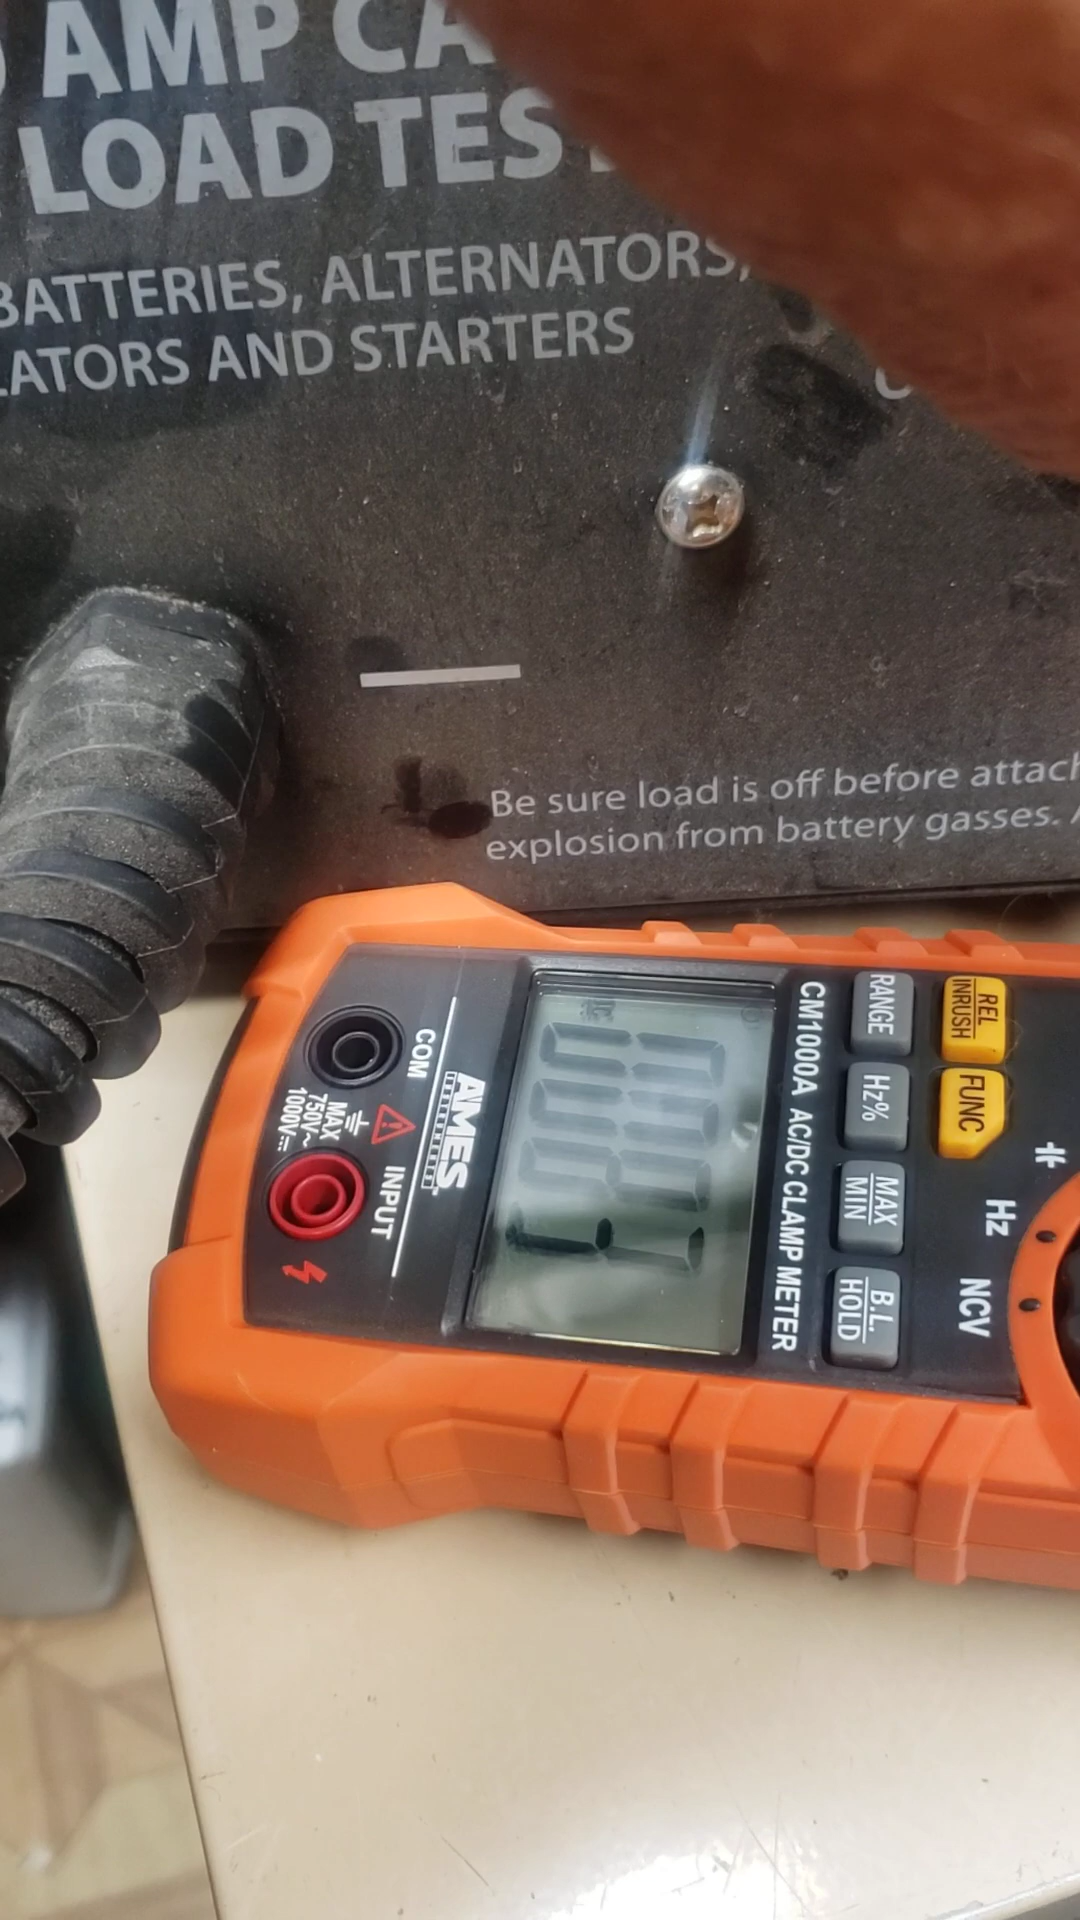 AMP CA
LOAD TES
BATTERIES, ALTERNATORS,
LATORS AND STARTERS
Be sure load is off before attach
explosion from battery gasses.
COM
MAX
750V~
1000V
INPUT
AMES
CM1000A AC/DC CLAMP METER
RANGE
Hz%
MAX
MIN
B.L.
HOLD
REL
INRUSH
FUNC
Hz
NCV